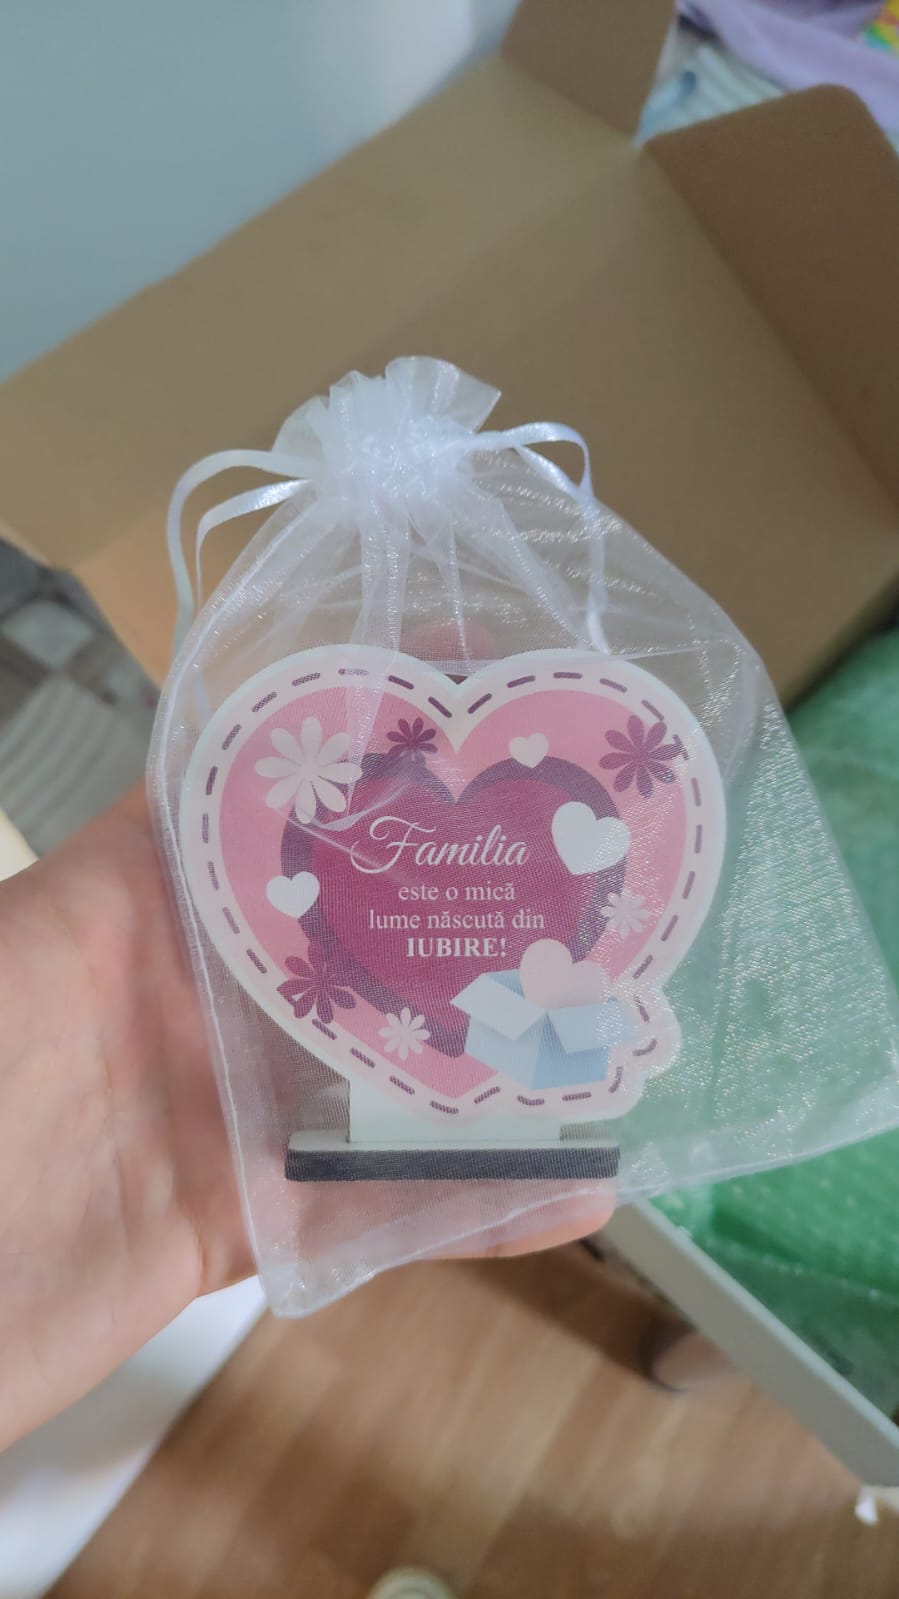 Familia
este o mică
lume născută din
IUBIRE!